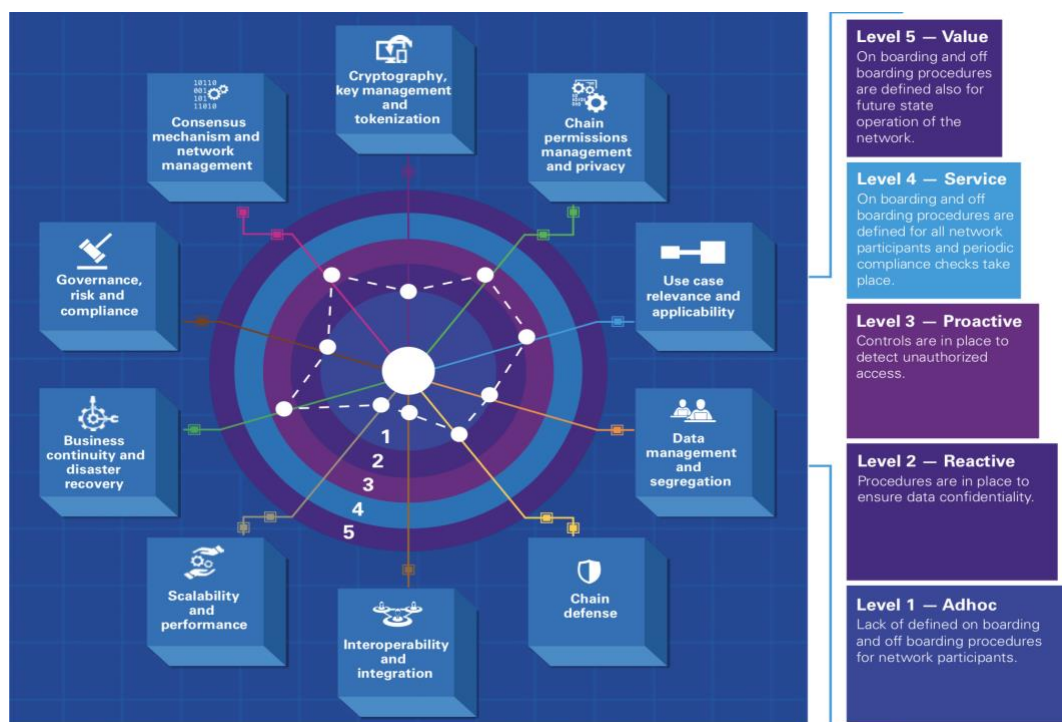 Cryptography,
key management
and
tokenization
10110
001
101
11010
Consensus
mechanism and
network
management
Chain
permissions
management
and privacy
Governance,
risk and
compliance
Use case
relevance and
applicability
Business
continuity and
disaster
recovery
Data
management
and
segregation
1
2
3
4
5
Scalability
and
performance
Interoperability
and
integration
Chain
defense
Level 5 — Value
On boarding and off
boarding procedures
are defined also for
future state
operation of the
network.
Level 4 — Service
On boarding and off
boarding procedures are
defined for all network
participants and periodic
compliance checks take
place.
Level 3 — Proactive
Controls are in place to
detect unauthorized
access.
Level 2 — Reactive
Procedures are in place to
ensure data confidentiality.
Level 1 — Adhoc
Lack of defined on boarding
and off boarding procedures
for network participants.